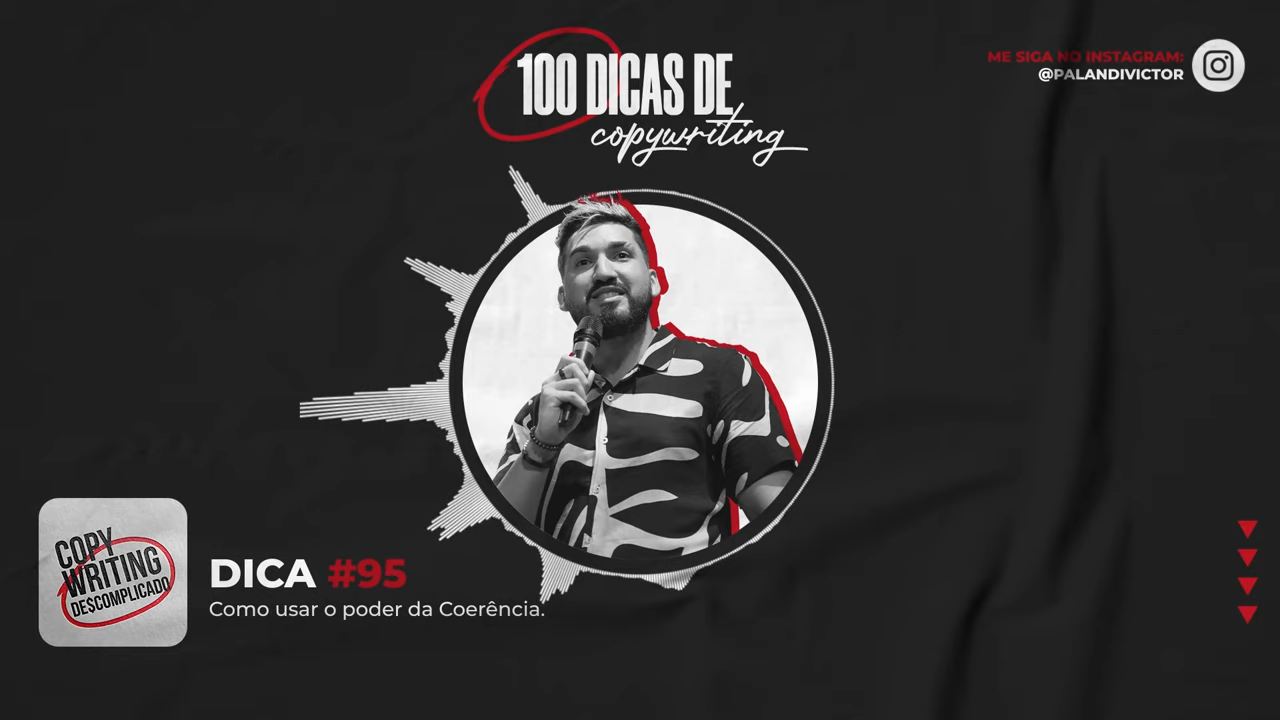 100 DICAS DE
copywriting
ME SIGA NO INSTAGRAM:
@PALANDIVICTOR
COPY
WRITING
DESCOMPLICADO
DICA #95
Como usar o poder da Coerência.